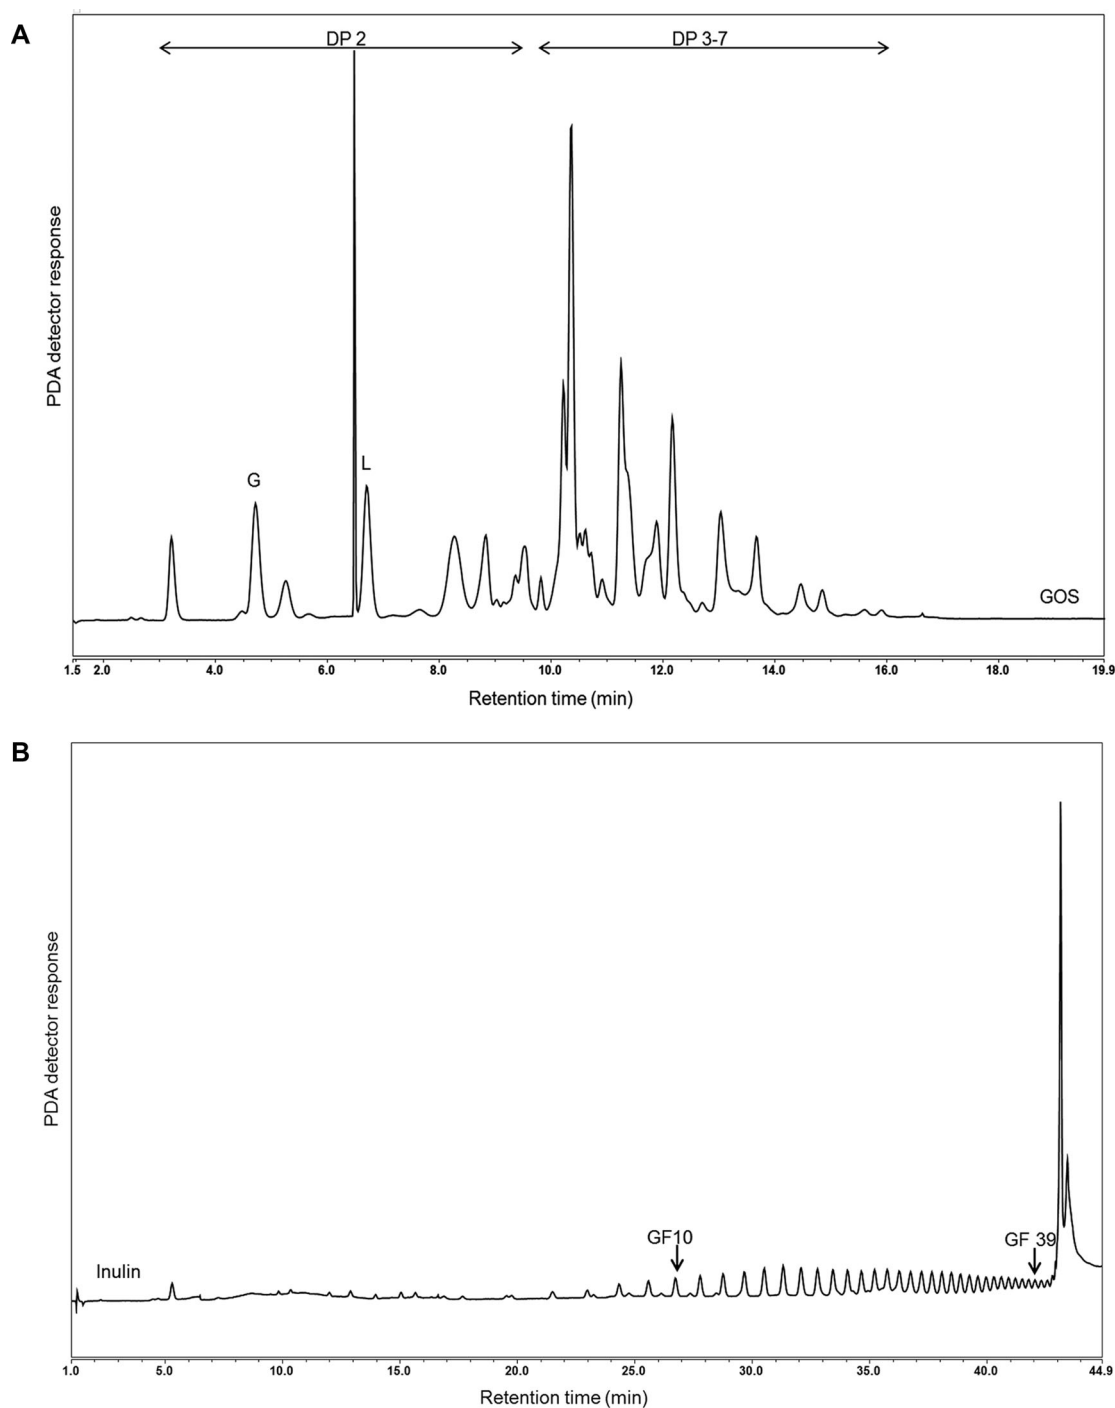 A
DP 2
DP 3-7
PDA detector response
G
L
GOS
1.5 2.0 4.0 6.0 8.0 10.0 12.0 14.0 16.0 18.0 19.9
Retention time (min)
B
PDA detector response
Inulin
GF10
GF 39
1.0 5.0 10.0 15.0 20.0 25.0 30.0 35.0 40.0 44.9
Retention time (min)